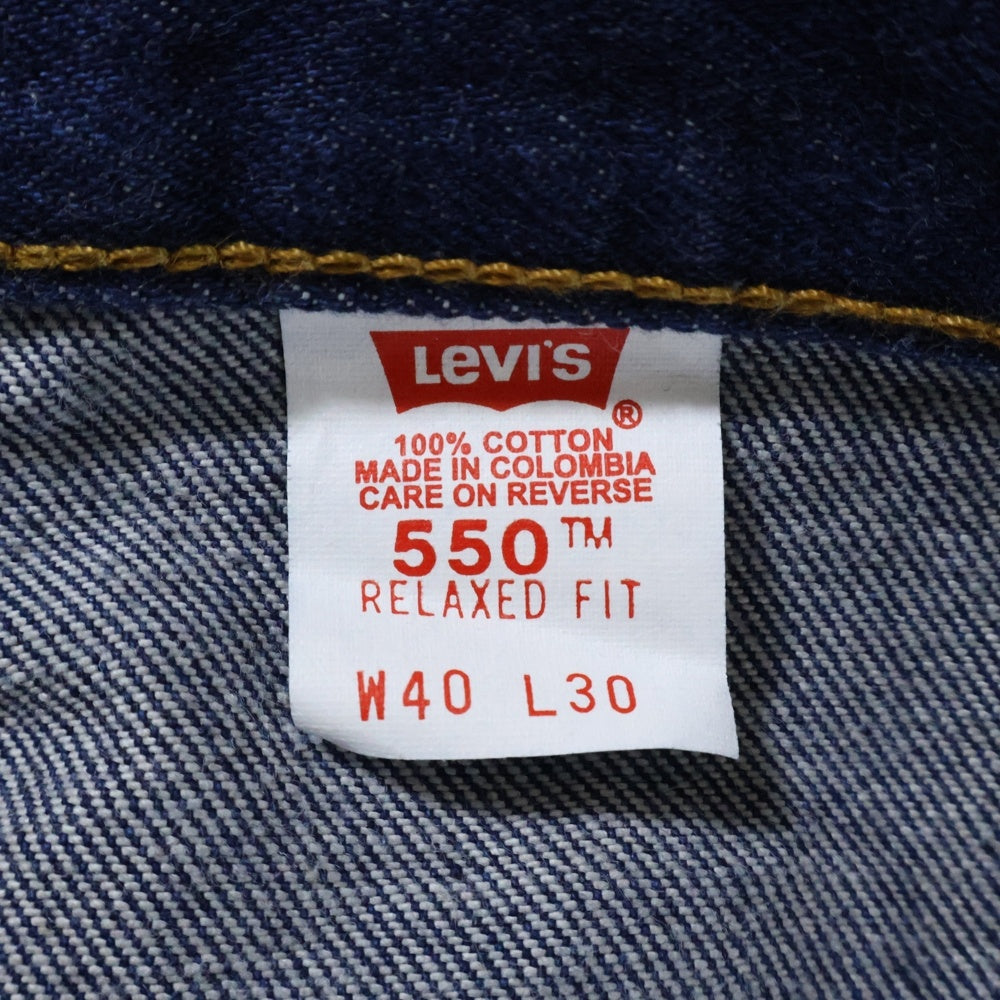 LEVI'S
®
100% COTTON
MADE IN COLOMBIA
CARE ON REVERSE
550™
RELAXED FIT
W40 L30